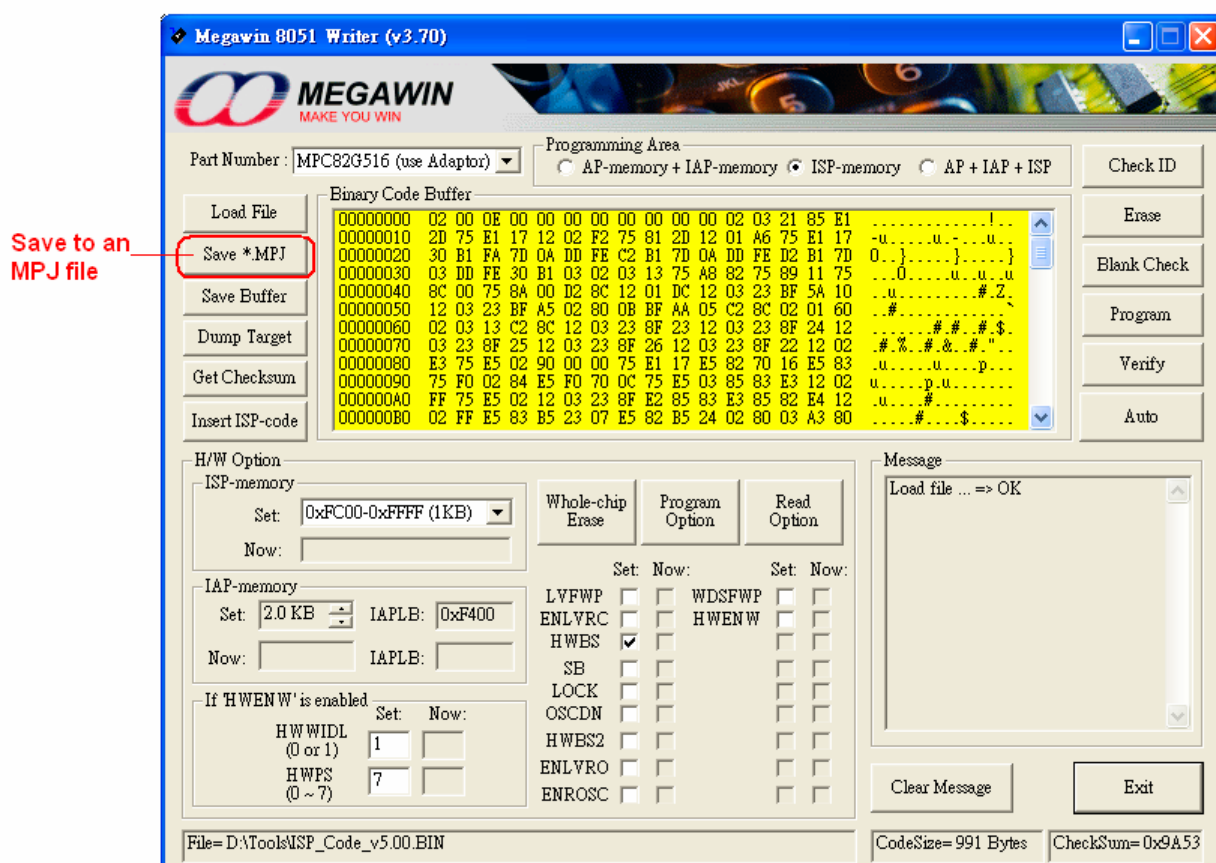 Megawin 8051 Writer (v3.70)
MEGAWIN
MAKE YOU WIN
JKL
5
6
Part Number : MPC82G516 (use Adaptor)
Programming Area
AP-memory + IAP-memory ISP-memory AP + IAP + ISP
Check ID
Erase
Blank Check
Program
Verify
Auto
Save to an
MPJ file
Load File
Save *.MPJ
Save Buffer
Dump Target
Get Checksum
Insert ISP-code
Binary Code Buffer
00000000 02 00 0E 00 00 00 00 00 00 00 00 02 03 21 85 E1 .............!..
00000010 2D 75 E1 17 12 02 F2 75 81 2D 12 01 A6 75 E1 17 -u.....u.-...u..
00000020 30 B1 FA 7D 0A DD FE C2 B1 7D 0A DD FE D2 B1 7D 0..}.....}.....}
00000030 03 DD FE 30 B1 03 02 03 13 75 A8 82 75 89 11 75 ...0.....u..u..u
00000040 8C 00 75 8A 00 D2 8C 12 01 DC 12 03 23 BF 5A 10 ..u.........#.Z.
00000050 12 03 23 BF A5 02 80 0B BF AA 05 C2 8C 02 01 60 ..#............`
00000060 02 03 13 C2 8C 12 03 23 8F 23 12 03 23 8F 24 12 .......#.#..#.$.
00000070 03 23 8F 25 12 03 23 8F 26 12 03 23 8F 22 12 02 .#.%..#.&..#."..
00000080 E3 75 E5 02 90 00 00 75 E1 17 E5 82 70 16 E5 83 .u.....u....p...
00000090 75 F0 02 84 E5 F0 70 0C 75 E5 03 85 83 E3 12 02 u.....p.u.......
000000A0 FF 75 E5 02 12 03 23 8F E2 85 83 E3 85 82 E4 12 .u....#.........
000000B0 02 FF E5 83 B5 23 07 E5 82 B5 24 02 80 03 A3 80 .....#....$.....
H/W Option
ISP-memory
Set: 0xFC00-0xFFFF (1KB)
Now:
IAP-memory
Set: 2.0 KB IAPLB: 0xF400
Now: IAPLB:
If 'HWENW' is enabled
Set: Now:
HWWIDL
(0 or 1) 1
HWPS
(0 ~ 7) 7
Whole-chip
Erase
Program
Option
Read
Option
Set: Now: Set: Now:
LVFWP WDSFWP
ENLVRC HWENW
HWBS
SB
LOCK
OSCDN
HWBS2
ENLVRO
ENROSC
Message
Load file ... => OK
Clear Message
Exit
File= D:\Tools\ISP_Code_v5.00.BIN
CodeSize= 991 Bytes
CheckSum= 0x9A53